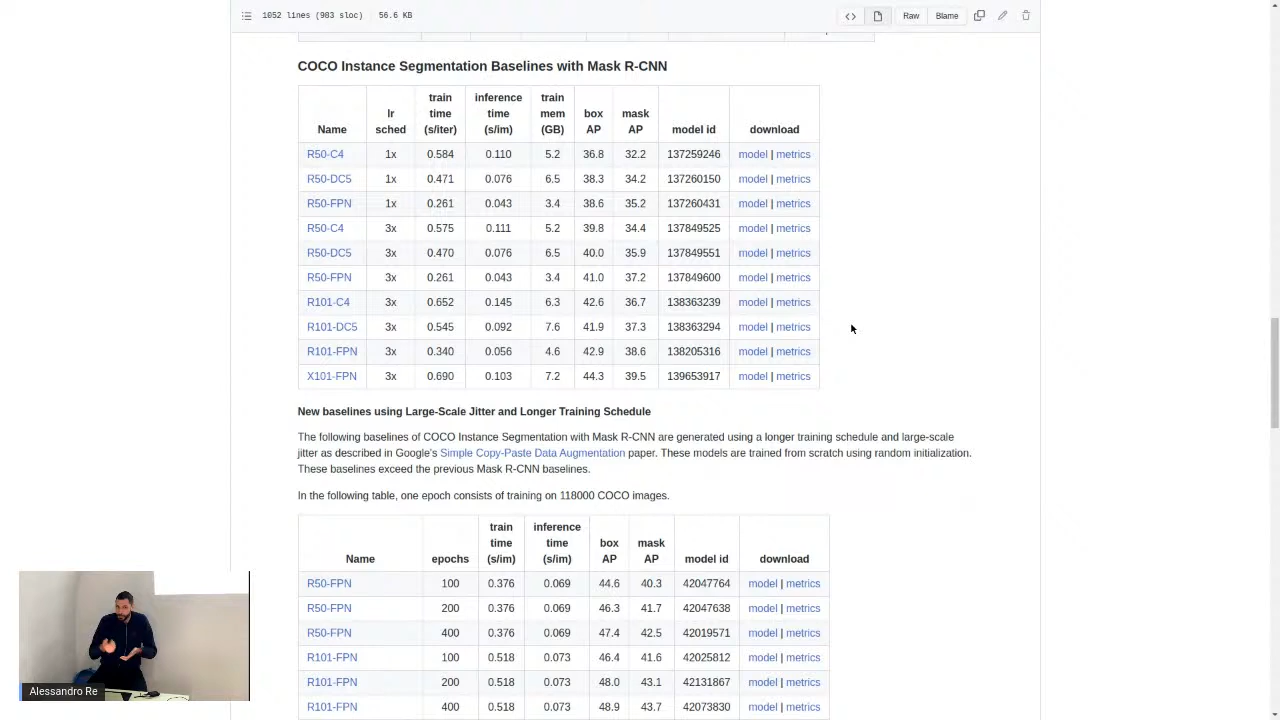 1052 lines (983 sloc) 56.6 KB
Raw Blame
COCO Instance Segmentation Baselines with Mask R-CNN
Name lr sched train time (s/iter) inference time (s/im) train mem (GB) box AP mask AP model id download
R50-C4 1x 0.584 0.110 5.2 36.8 32.2 137259246 model | metrics
R50-DC5 1x 0.471 0.076 6.5 38.3 34.2 137260150 model | metrics
R50-FPN 1x 0.261 0.043 3.4 38.6 35.2 137260431 model | metrics
R50-C4 3x 0.575 0.111 5.2 39.8 34.4 137849525 model | metrics
R50-DC5 3x 0.470 0.076 6.5 40.0 35.9 137849551 model | metrics
R50-FPN 3x 0.261 0.043 3.4 41.0 37.2 137849600 model | metrics
R101-C4 3x 0.652 0.145 6.3 42.6 36.7 138363239 model | metrics
R101-DC5 3x 0.545 0.092 7.6 41.9 37.3 138363294 model | metrics
R101-FPN 3x 0.340 0.056 4.6 42.9 38.6 138205316 model | metrics
X101-FPN 3x 0.690 0.103 7.2 44.3 39.5 139653917 model | metrics
New baselines using Large-Scale Jitter and Longer Training Schedule
The following baselines of COCO Instance Segmentation with Mask R-CNN are generated using a longer training schedule and large-scale
jitter as described in Google's Simple Copy-Paste Data Augmentation paper. These models are trained from scratch using random initialization.
These baselines exceed the previous Mask R-CNN baselines.
In the following table, one epoch consists of training on 118000 COCO images.
Name epochs train time (s/im) inference time (s/im) box AP mask AP model id download
R50-FPN 100 0.376 0.069 44.6 40.3 42047764 model | metrics
R50-FPN 200 0.376 0.069 46.3 41.7 42047638 model | metrics
R50-FPN 400 0.376 0.069 47.4 42.5 42019571 model | metrics
R101-FPN 100 0.518 0.073 46.4 41.6 42025812 model | metrics
R101-FPN 200 0.518 0.073 48.0 43.1 42131867 model | metrics
R101-FPN 400 0.518 0.073 48.9 43.7 42073830 model | metrics
Alessandro Re